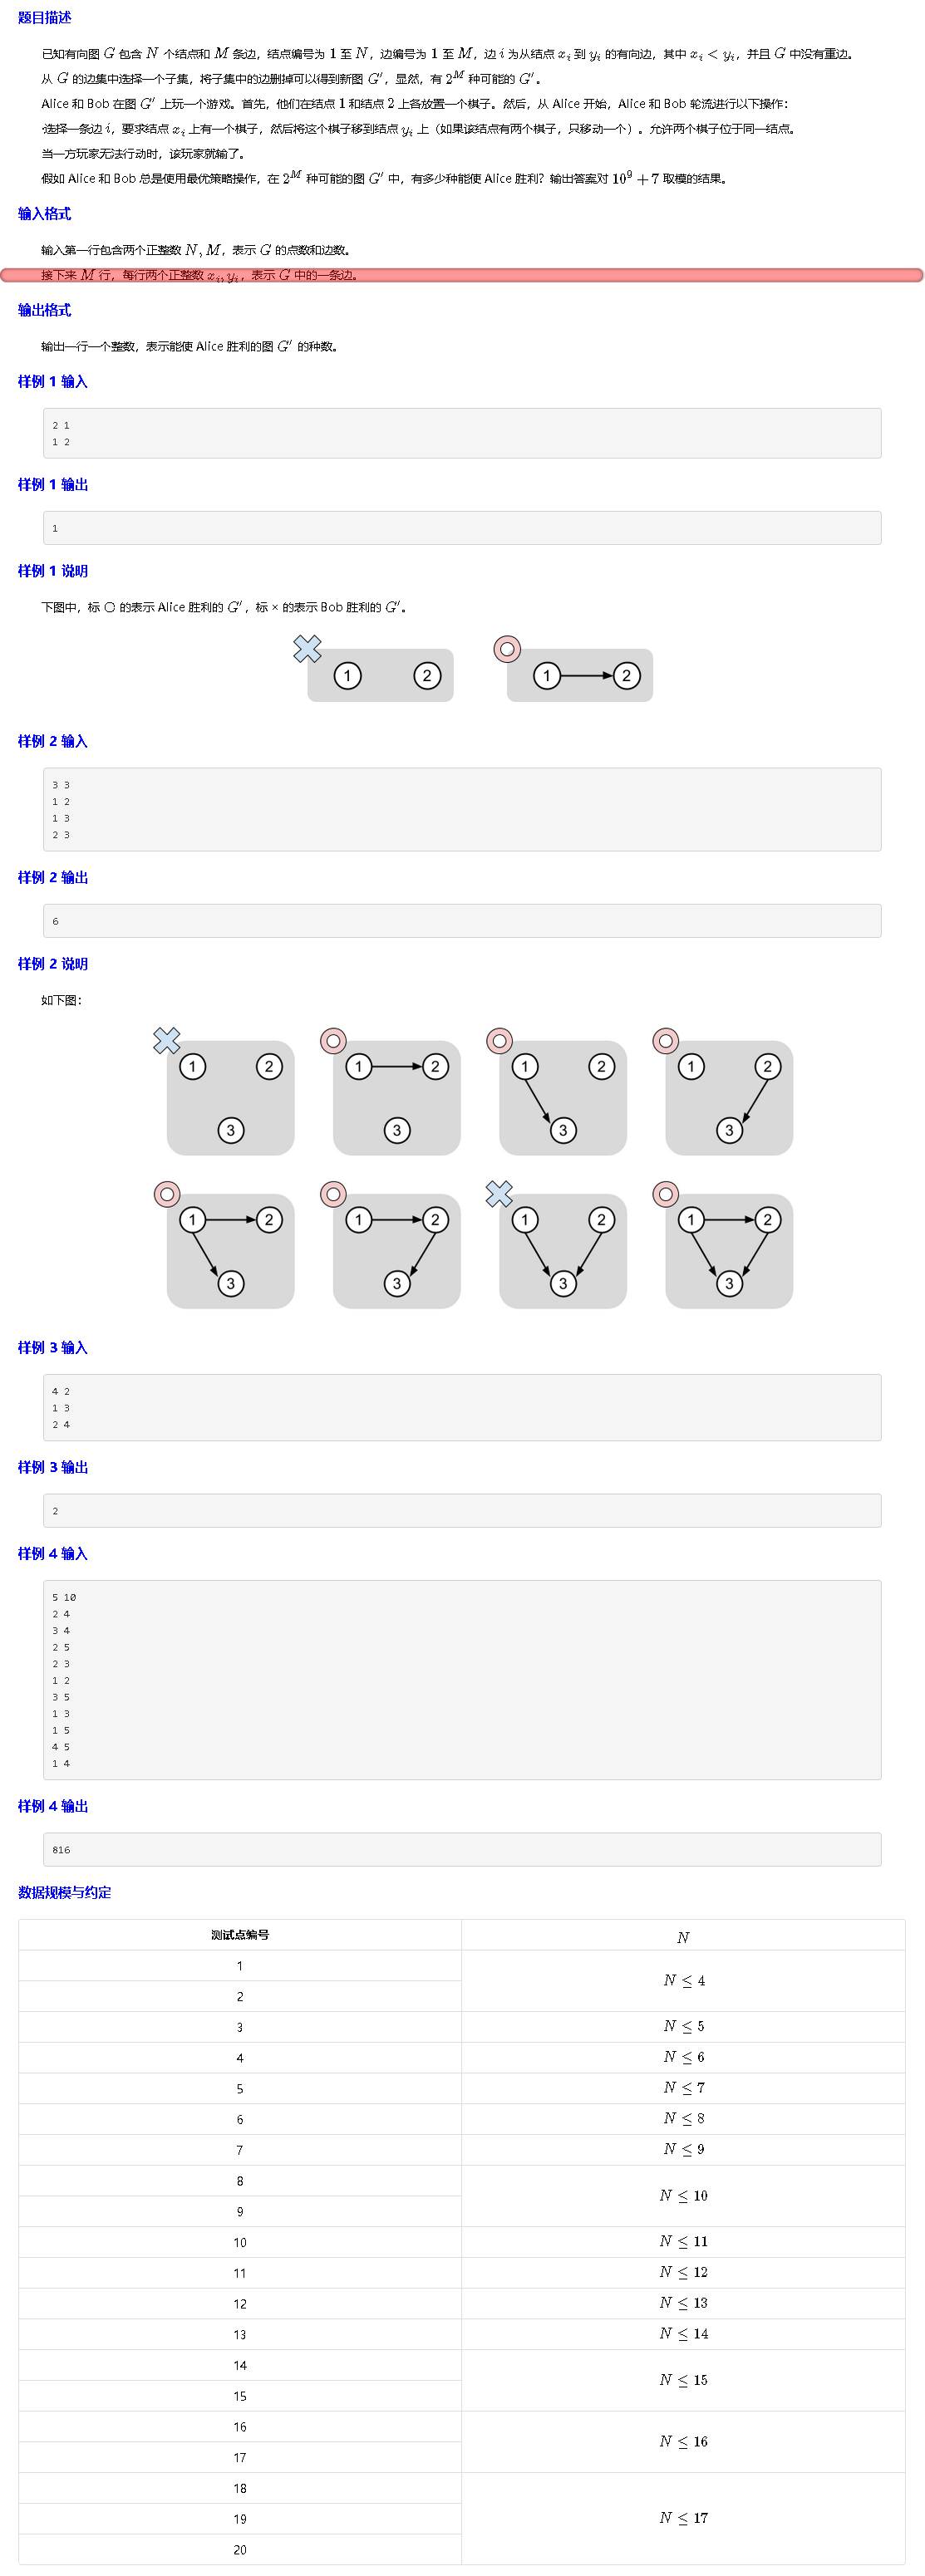 题目描述
已知有向图 G 包含 N 个结点和 M 条边，结点编号为 1 至 N，边编号为 1 至 M，边 i 为从结点 x_i 到 y_i 的有向边，其中 x_i < y_i，并且 G 中没有重边。
从 G 的边集中选择一个子集，将子集中的边删掉可以得到新图 G′，显然，有 2^M 种可能的 G′。
Alice 和 Bob 在图 G′ 上玩一个游戏。首先，他们在结点 1 和结点 2 上各放置一个棋子。然后，从 Alice 开始，Alice 和 Bob 轮流进行以下操作：
·选择一条边 i，要求结点 x_i 上有一个棋子，然后将这个棋子移到结点 y_i 上（如果该结点有两个棋子，只移动一个）。允许两个棋子位于同一结点。
当一方玩家无法行动时，该玩家就输了。
假如 Alice 和 Bob 总是使用最优策略操作，在 2^M 种可能的图 G′ 中，有多少种能使 Alice 胜利？输出答案对 10^9 + 7 取模的结果。
输入格式
输入第一行包含两个正整数 N, M，表示 G 的点数和边数。
接下来 M 行，每行两个正整数 x_i, y_i，表示 G 中的一条边。
输出格式
输出一行一个整数，表示能使 Alice 胜利的图 G′ 的种数。
样例 1 输入
2 1
1 2
样例 1 输出
1
样例 1 说明
下图中，标 ○ 的表示 Alice 胜利的 G′，标 × 的表示 Bob 胜利的 G′。
1 2 1 2
样例 2 输入
3 3
1 2
1 3
2 3
样例 2 输出
6
样例 2 说明
如下图：
1 2 1 2 1 2 1 2
3 3 3 3
1 2 1 2 1 2 1 2
3 3 3 3
样例 3 输入
4 2
1 3
2 4
样例 3 输出
2
样例 4 输入
5 10
2 4
3 4
2 5
2 3
1 2
3 5
1 3
1 5
4 5
1 4
样例 4 输出
816
数据规模与约定
测试点编号 N
1
N ≤ 4
2
3 N ≤ 5
4 N ≤ 6
5 N ≤ 7
6 N ≤ 8
7 N ≤ 9
8
N ≤ 10
9
10 N ≤ 11
11 N ≤ 12
12 N ≤ 13
13 N ≤ 14
14
N ≤ 15
15
16
N ≤ 16
17
18
19 N ≤ 17
20